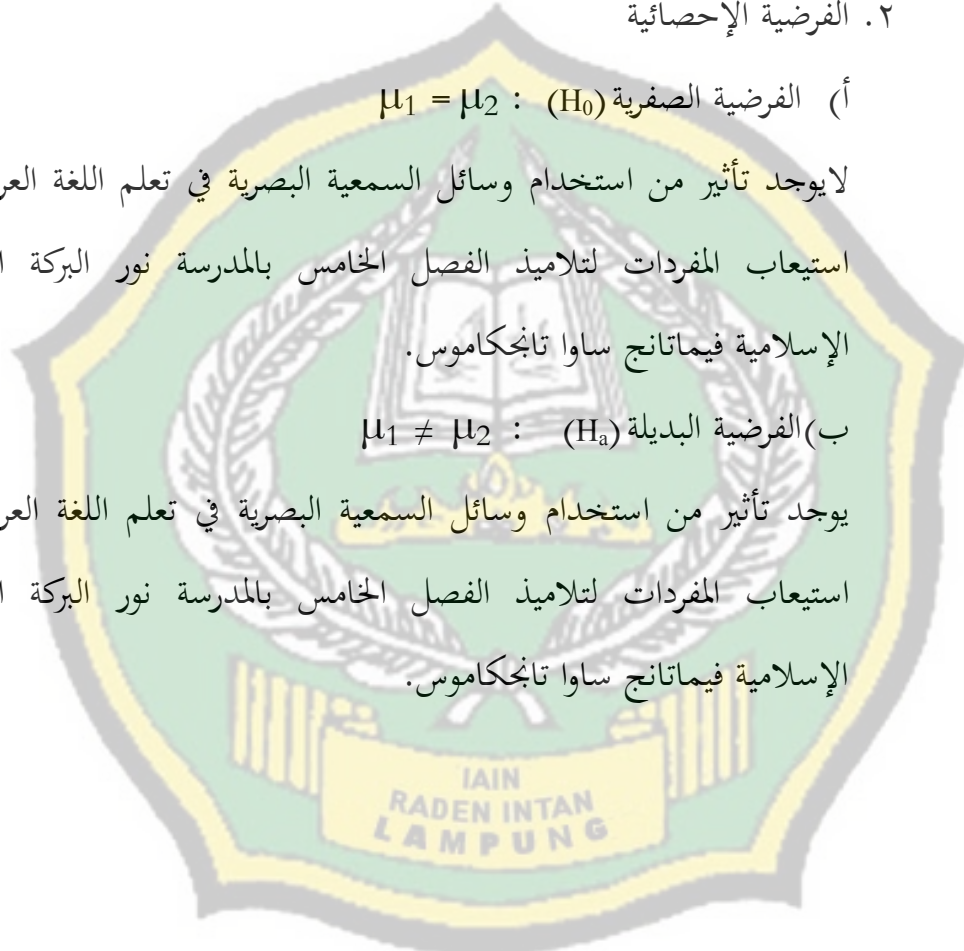 ٢. الفرضية الإحصائية
أ) الفرضية الصفرية (H₀) : μ₁ = μ₂
لايوجد تأثير من استخدام وسائل السمعية البصرية في تعلم اللغة
استيعاب المفردات لتلاميذ الفصل الخامس بالمدرسة نور البركة
الإسلامية فيماتانج ساوا تانجكاموس.
ب)الفرضية البديلة (Hₐ) : μ₁ ≠ μ₂
يوجد تأثير من استخدام وسائل السمعية البصرية في تعلم اللغة
استيعاب المفردات لتلاميذ الفصل الخامس بالمدرسة نور البركة
الإسلامية فيماتانج ساوا تانجكاموس.
IAIN
RADEN INTAN
LAMPUNG